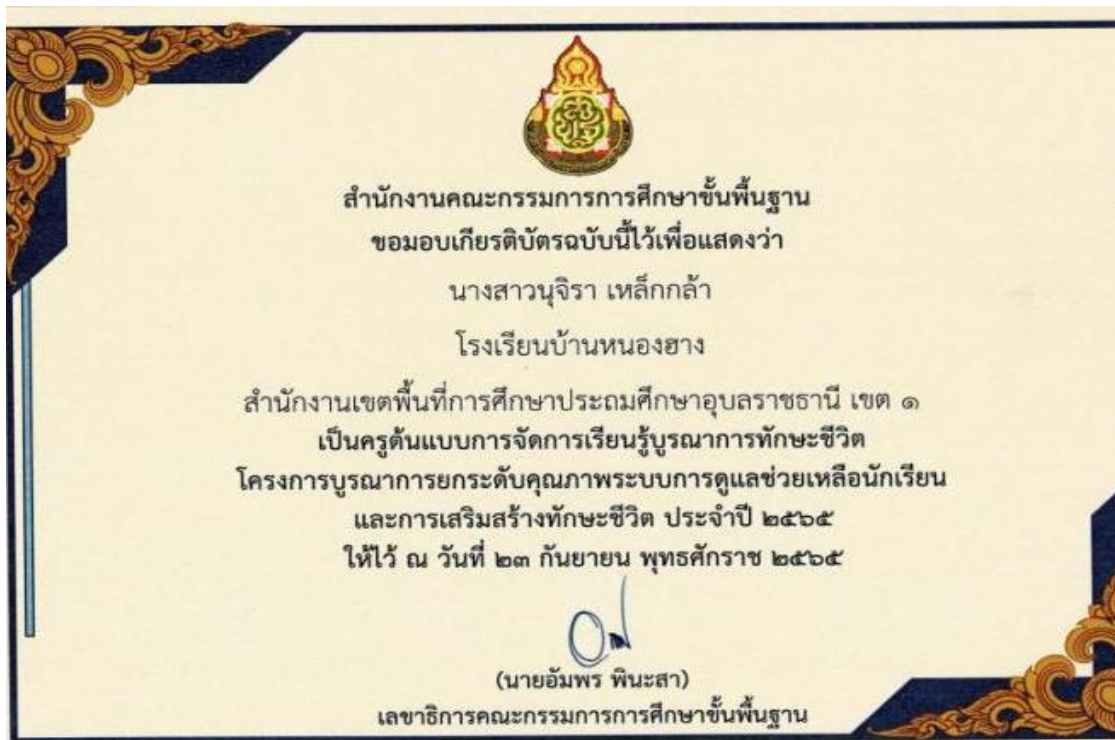 สำนักงานคณะกรรมการการศึกษาขั้นพื้นฐาน
ขอมอบเกียรติบัตรฉบับนี้ไว้เพื่อแสดงว่า
นางสาวนุจิรา เหล็กกล้า
โรงเรียนบ้านหนองฮาง
สำนักงานเขตพื้นที่การศึกษาประถมศึกษาอุบลราชธานี เขต ๑
เป็นครูต้นแบบการจัดการเรียนรู้บูรณาการทักษะชีวิต
โครงการบูรณาการยกระดับคุณภาพระบบการดูแลช่วยเหลือนักเรียน
และการเสริมสร้างทักษะชีวิต ประจำปี ๒๕๖๕
ให้ไว้ ณ วันที่ ๒๓ กันยายน พุทธศักราช ๒๕๖๕
(นายอัมพร พินะสา)
เลขาธิการคณะกรรมการการศึกษาขั้นพื้นฐาน